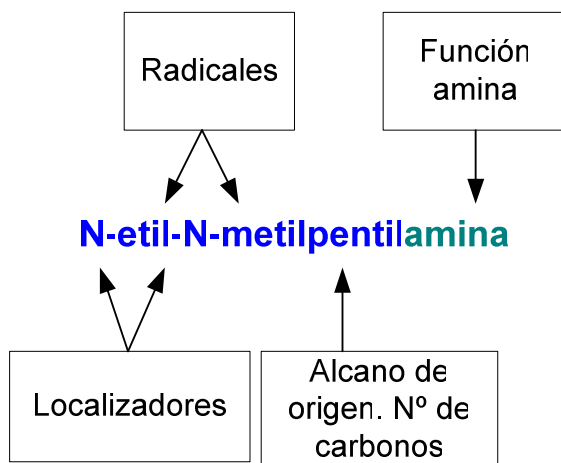 Radicales
Función
amina
N-etil-N-metilpentilamina
Localizadores
Alcano de
origen. Nº de
carbonos